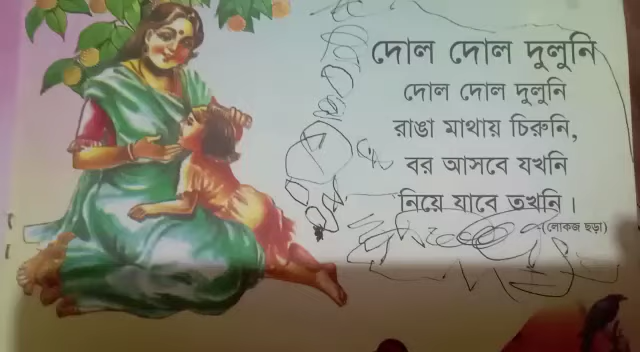 দোল দোল দুলুনি
দোল দোল দুলুনি
রাঙা মাথায় চিরুনি,
বর আসবে যখনি
নিয়ে যাবে তখনি।
(লোকজ ছড়া)